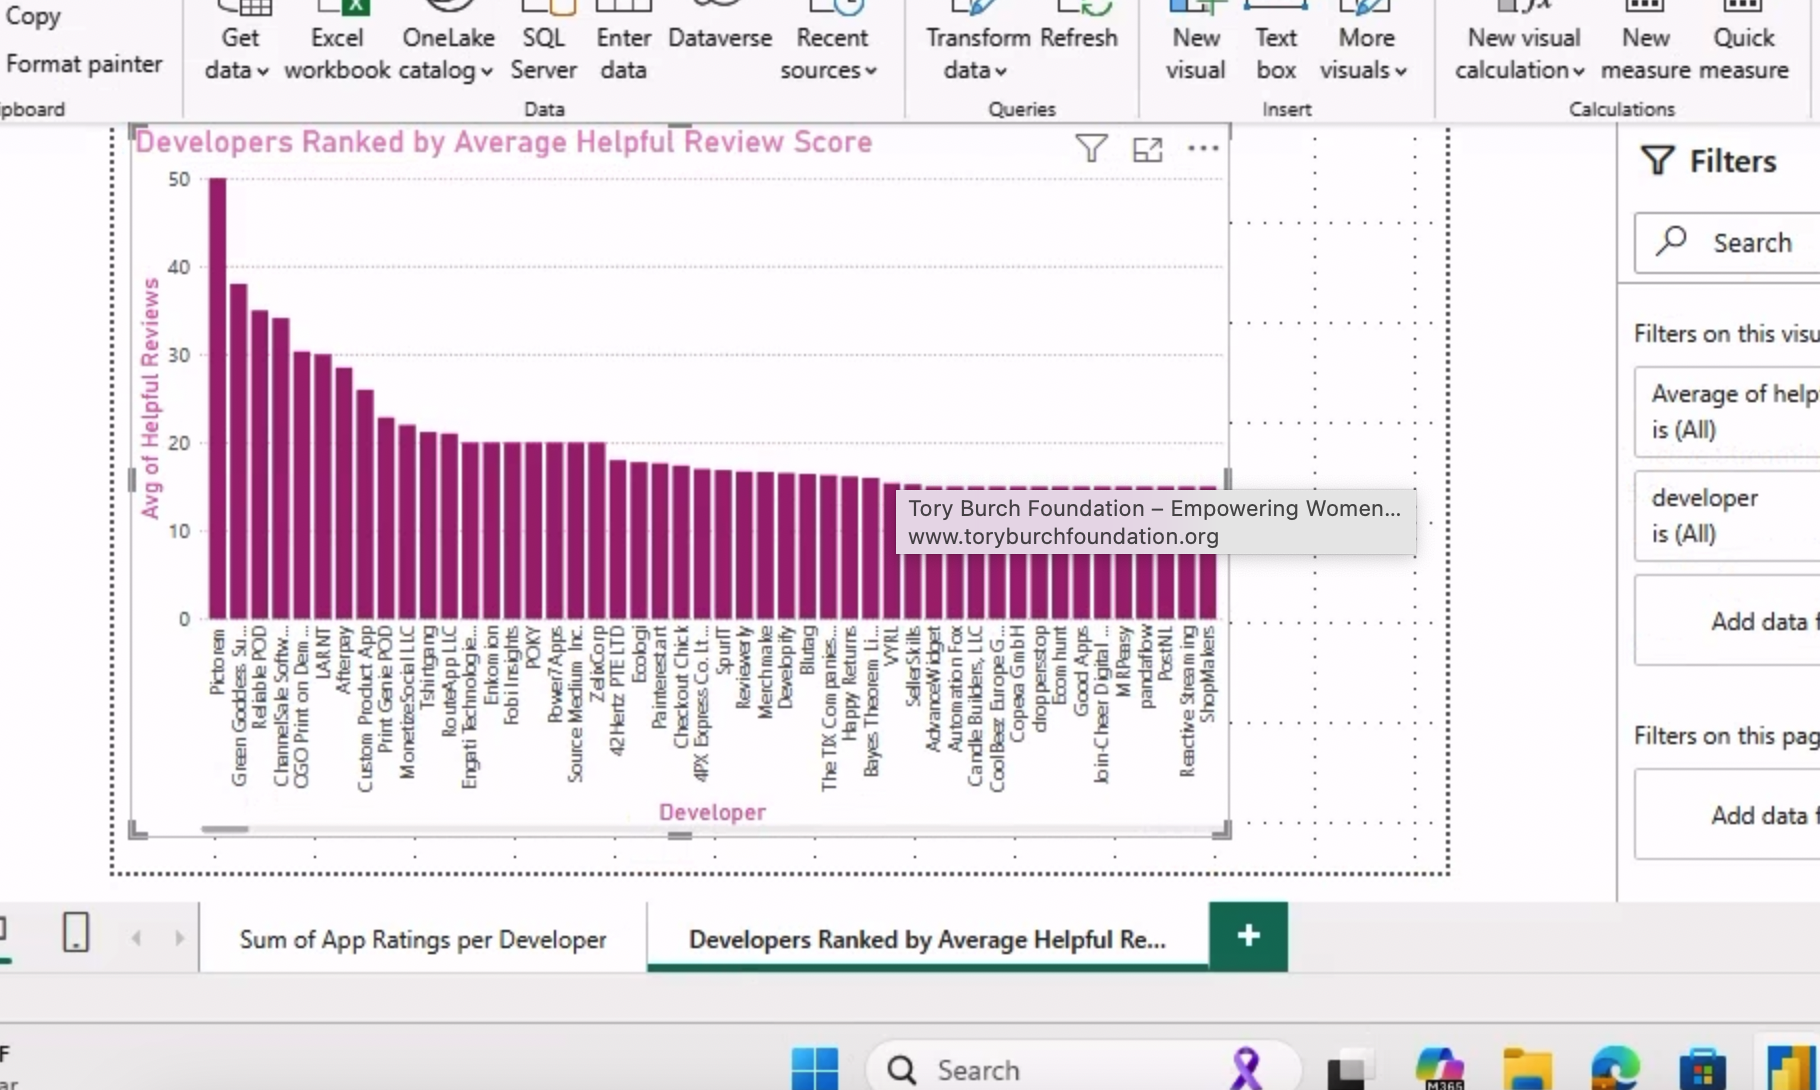 Copy
Format painter
ipboard
Get data
Excel workbook
OneLake catalog
SQL Server
Enter data
Dataverse
Recent sources
Data
Transform data
Refresh
Queries
New visual
Text box
More visuals
Insert
New visual calculation
New measure
Quick measure
Calculations
Developers Ranked by Average Helpful Review Score
Avg of Helpful Reviews
50
40
30
20
10
0
Pictorem
Green Goddess Su...
Reliable POD
ChannelSale Softw...
OGO Print on Dem...
LARNT
Afterpay
Custom Product App
Print Genie POD
MonetizeSocial LLC
Tshirtgang
RouteApp LLC
Engati Technologie...
Enkomion
Fobi Insights
POKY
Power7Apps
Source Medium Inc.
ZelixCorp
42Hertz PTE LTD
Ecologi
Painterestart
Checkout Chick
4PX Express Co. Lt...
SpurIT
Reviewerly
Merchmake
Developify
Blutag
The TJX Companies...
Happy Returns
Bayes Theorem Li...
VYRL
SellerSkills
AdvanceWidget
Automation Fox
Candle Builders, LLC
CoolBeez Europe G...
Copexa GmbH
droppersstop
Ecomhunt
Good Apps
Join-Cheer Digital ...
MRPeasy
pandaflow
PostNL
Reactive Streaming
ShopMakers
Developer
Tory Burch Foundation – Empowering Women...
www.toryburchfoundation.org
Filters
Search
Filters on this visu
Average of help
is (All)
developer
is (All)
Add data f
Filters on this pag
Add data f
Sum of App Ratings per Developer
Developers Ranked by Average Helpful Re...
+
F
ar
Search
M365